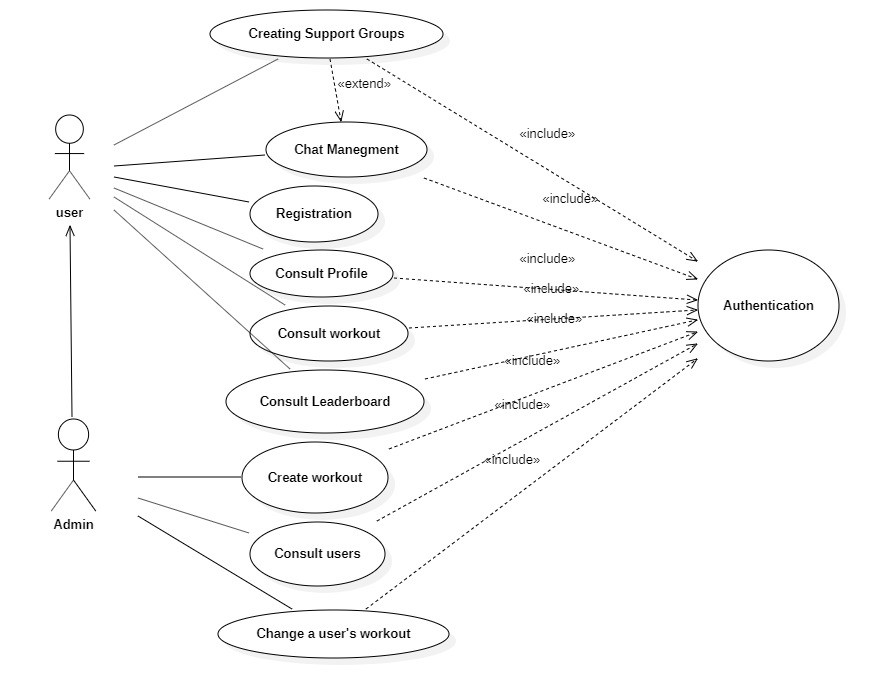 Creating Support Groups
«extend»
«include»
Chat Manegment
«include»
user
Registration
«include»
Consult Profile
«include»
Authentication
«include»
Consult workout
«include»
Consult Leaderboard
«include»
«include»
Create workout
Admin
Consult users
Change a user's workout